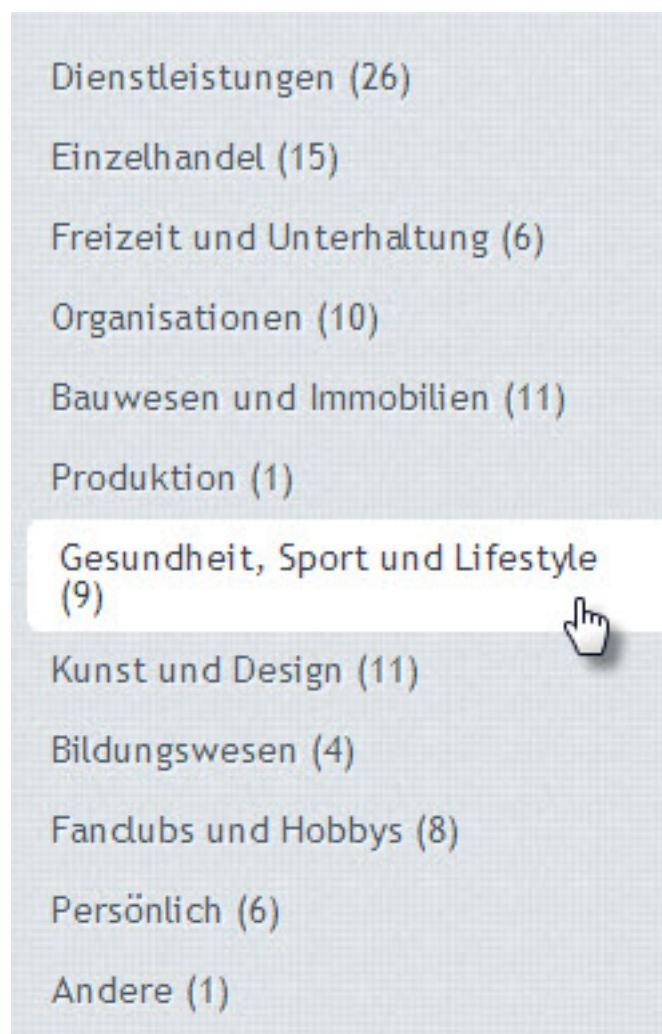 Dienstleistungen (26)
Einzelhandel (15)
Freizeit und Unterhaltung (6)
Organisationen (10)
Bauwesen und Immobilien (11)
Produktion (1)
Gesundheit, Sport und Lifestyle
(9)
Kunst und Design (11)
Bildungswesen (4)
Fanclubs und Hobbys (8)
Persönlich (6)
Andere (1)